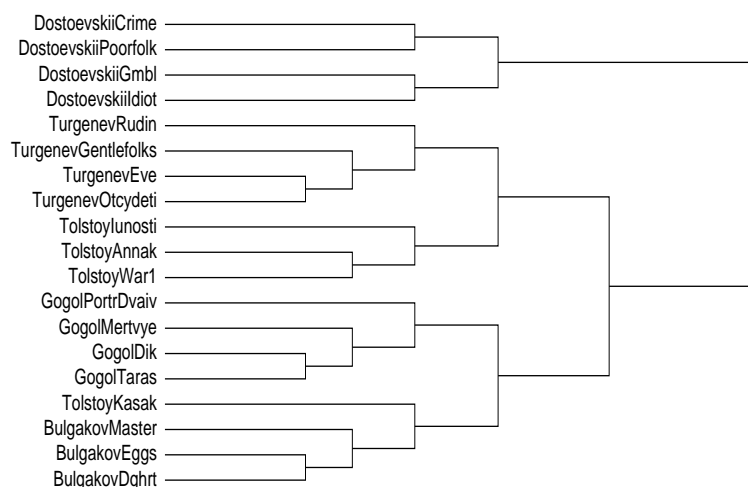 DostoevskiiCrime
DostoevskiiPoorfolk
DostoevskiiGmbl
DostoevskiiIdiot
TurgenevRudin
TurgenevGentlefolks
TurgenevEve
TurgenevOtcydeti
TolstoyIunosti
TolstoyAnnak
TolstoyWar1
GogolPortrDvaiv
GogolMertvye
GogolDik
GogolTaras
TolstoyKasak
BulgakovMaster
BulgakovEggs
BulgakovDghrt